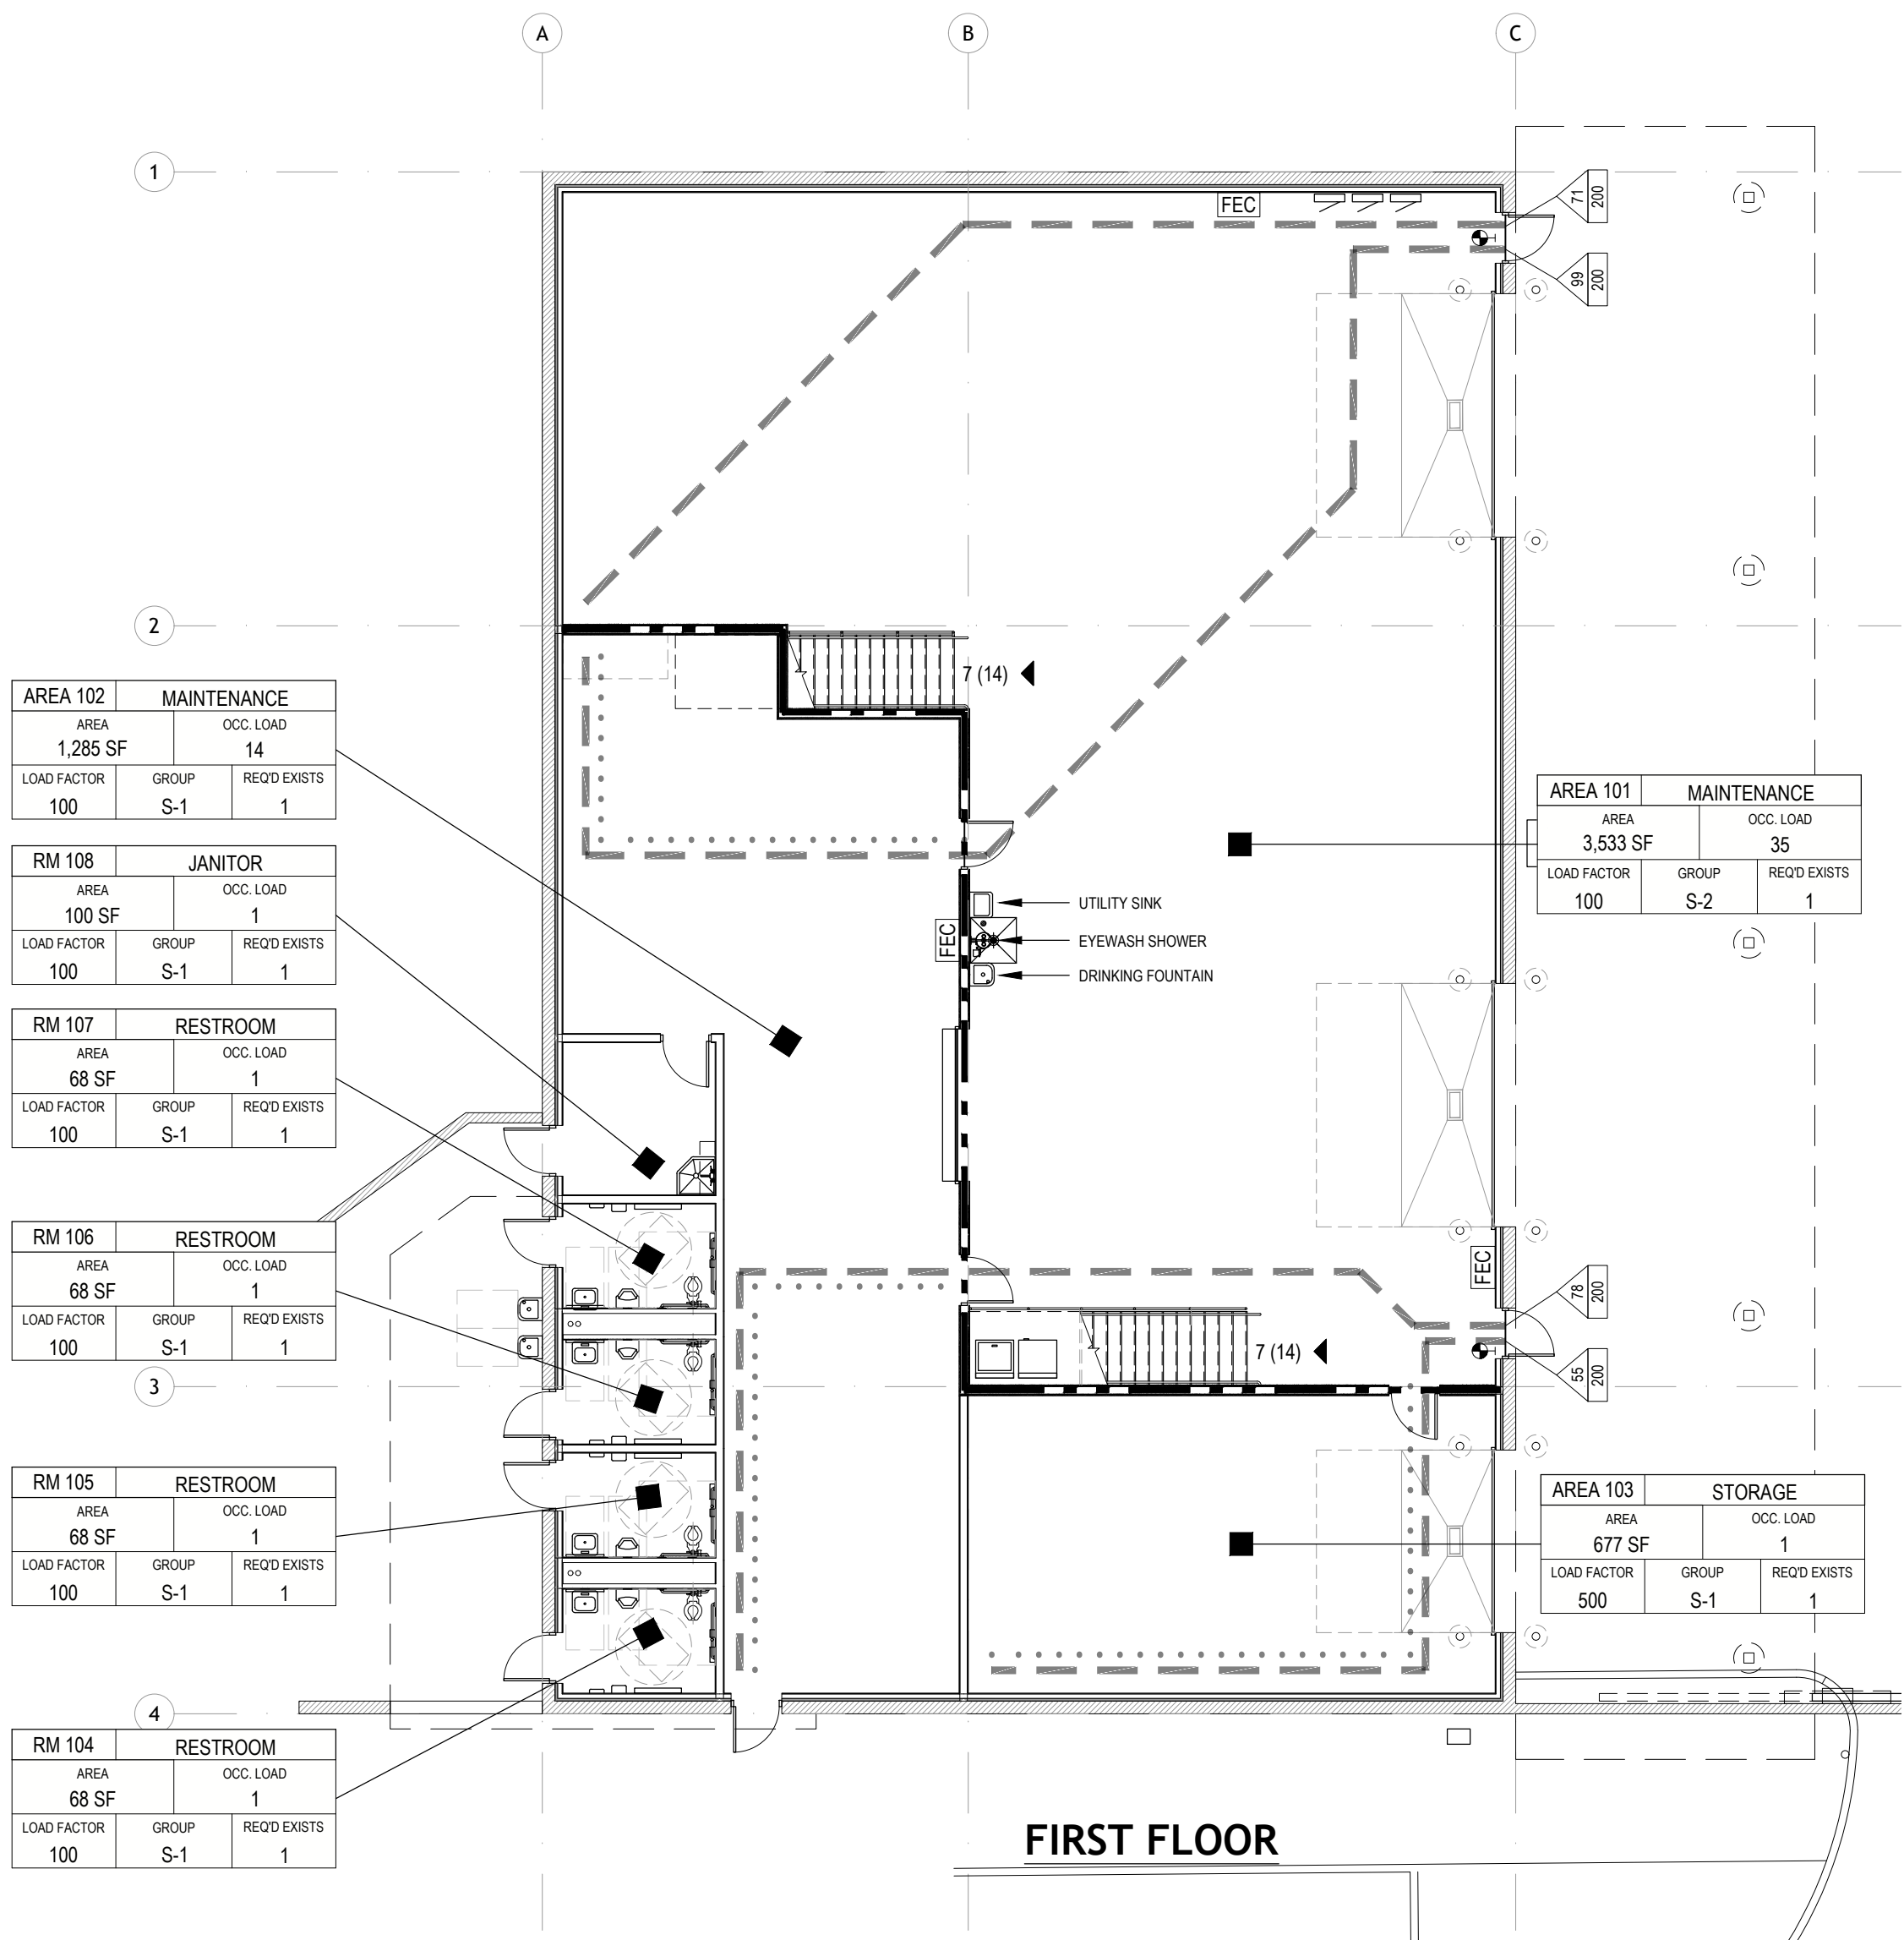 A
B
C
1
FEC
71
200
99
200
2
7 (14)
AREA 102 MAINTENANCE
AREA OCC. LOAD
1,285 SF 14
LOAD FACTOR GROUP REQ'D EXISTS
100 S-1 1
AREA 101 MAINTENANCE
AREA OCC. LOAD
3,533 SF 35
LOAD FACTOR GROUP REQ'D EXISTS
100 S-2 1
RM 108 JANITOR
AREA OCC. LOAD
100 SF 1
LOAD FACTOR GROUP REQ'D EXISTS
100 S-1 1
UTILITY SINK
FEC
EYEWASH SHOWER
DRINKING FOUNTAIN
RM 107 RESTROOM
AREA OCC. LOAD
68 SF 1
LOAD FACTOR GROUP REQ'D EXISTS
100 S-1 1
RM 106 RESTROOM
AREA OCC. LOAD
68 SF 1
LOAD FACTOR GROUP REQ'D EXISTS
100 S-1 1
FEC
78
200
7 (14)
55
200
3
RM 105 RESTROOM
AREA OCC. LOAD
68 SF 1
LOAD FACTOR GROUP REQ'D EXISTS
100 S-1 1
AREA 103 STORAGE
AREA OCC. LOAD
677 SF 1
LOAD FACTOR GROUP REQ'D EXISTS
500 S-1 1
4
RM 104 RESTROOM
AREA OCC. LOAD
68 SF 1
LOAD FACTOR GROUP REQ'D EXISTS
100 S-1 1
FIRST FLOOR